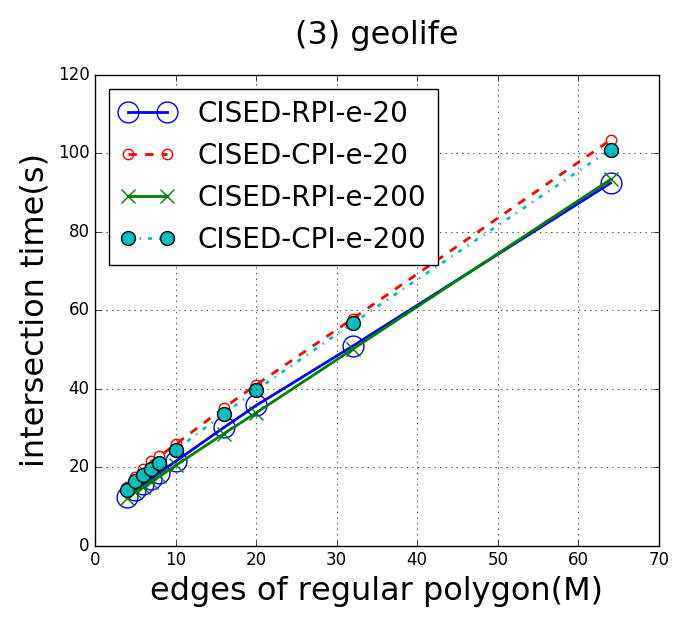 (3) geolife
120
100
80
60
40
20
0
intersection time(s)
CISED-RPI-e-20
CISED-CPI-e-20
CISED-RPI-e-200
CISED-CPI-e-200
0 10 20 30 40 50 60 70
edges of regular polygon(M)